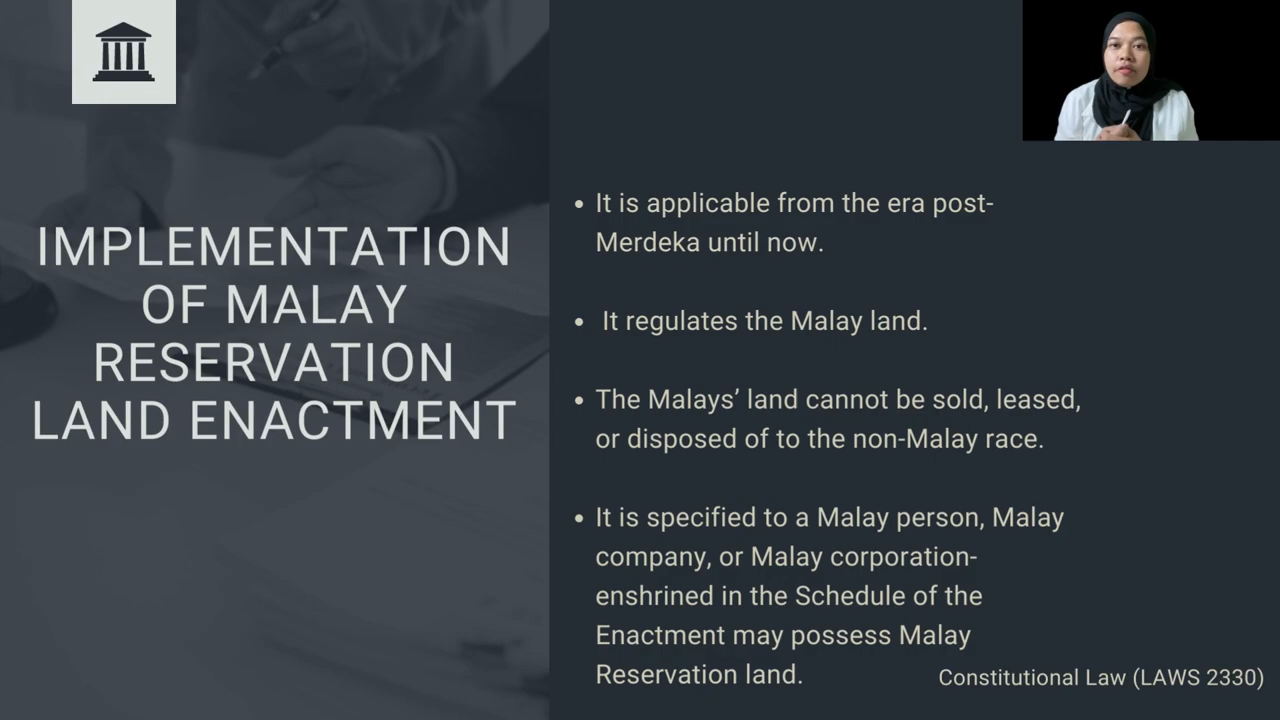 IMPLEMENTATION
OF MALAY
RESERVATION
LAND ENACTMENT
• It is applicable from the era post-
Merdeka until now.
• It regulates the Malay land.
• The Malays’ land cannot be sold, leased,
or disposed of to the non-Malay race.
• It is specified to a Malay person, Malay
company, or Malay corporation-
enshrined in the Schedule of the
Enactment may possess Malay
Reservation land.
Constitutional Law (LAWS 2330)